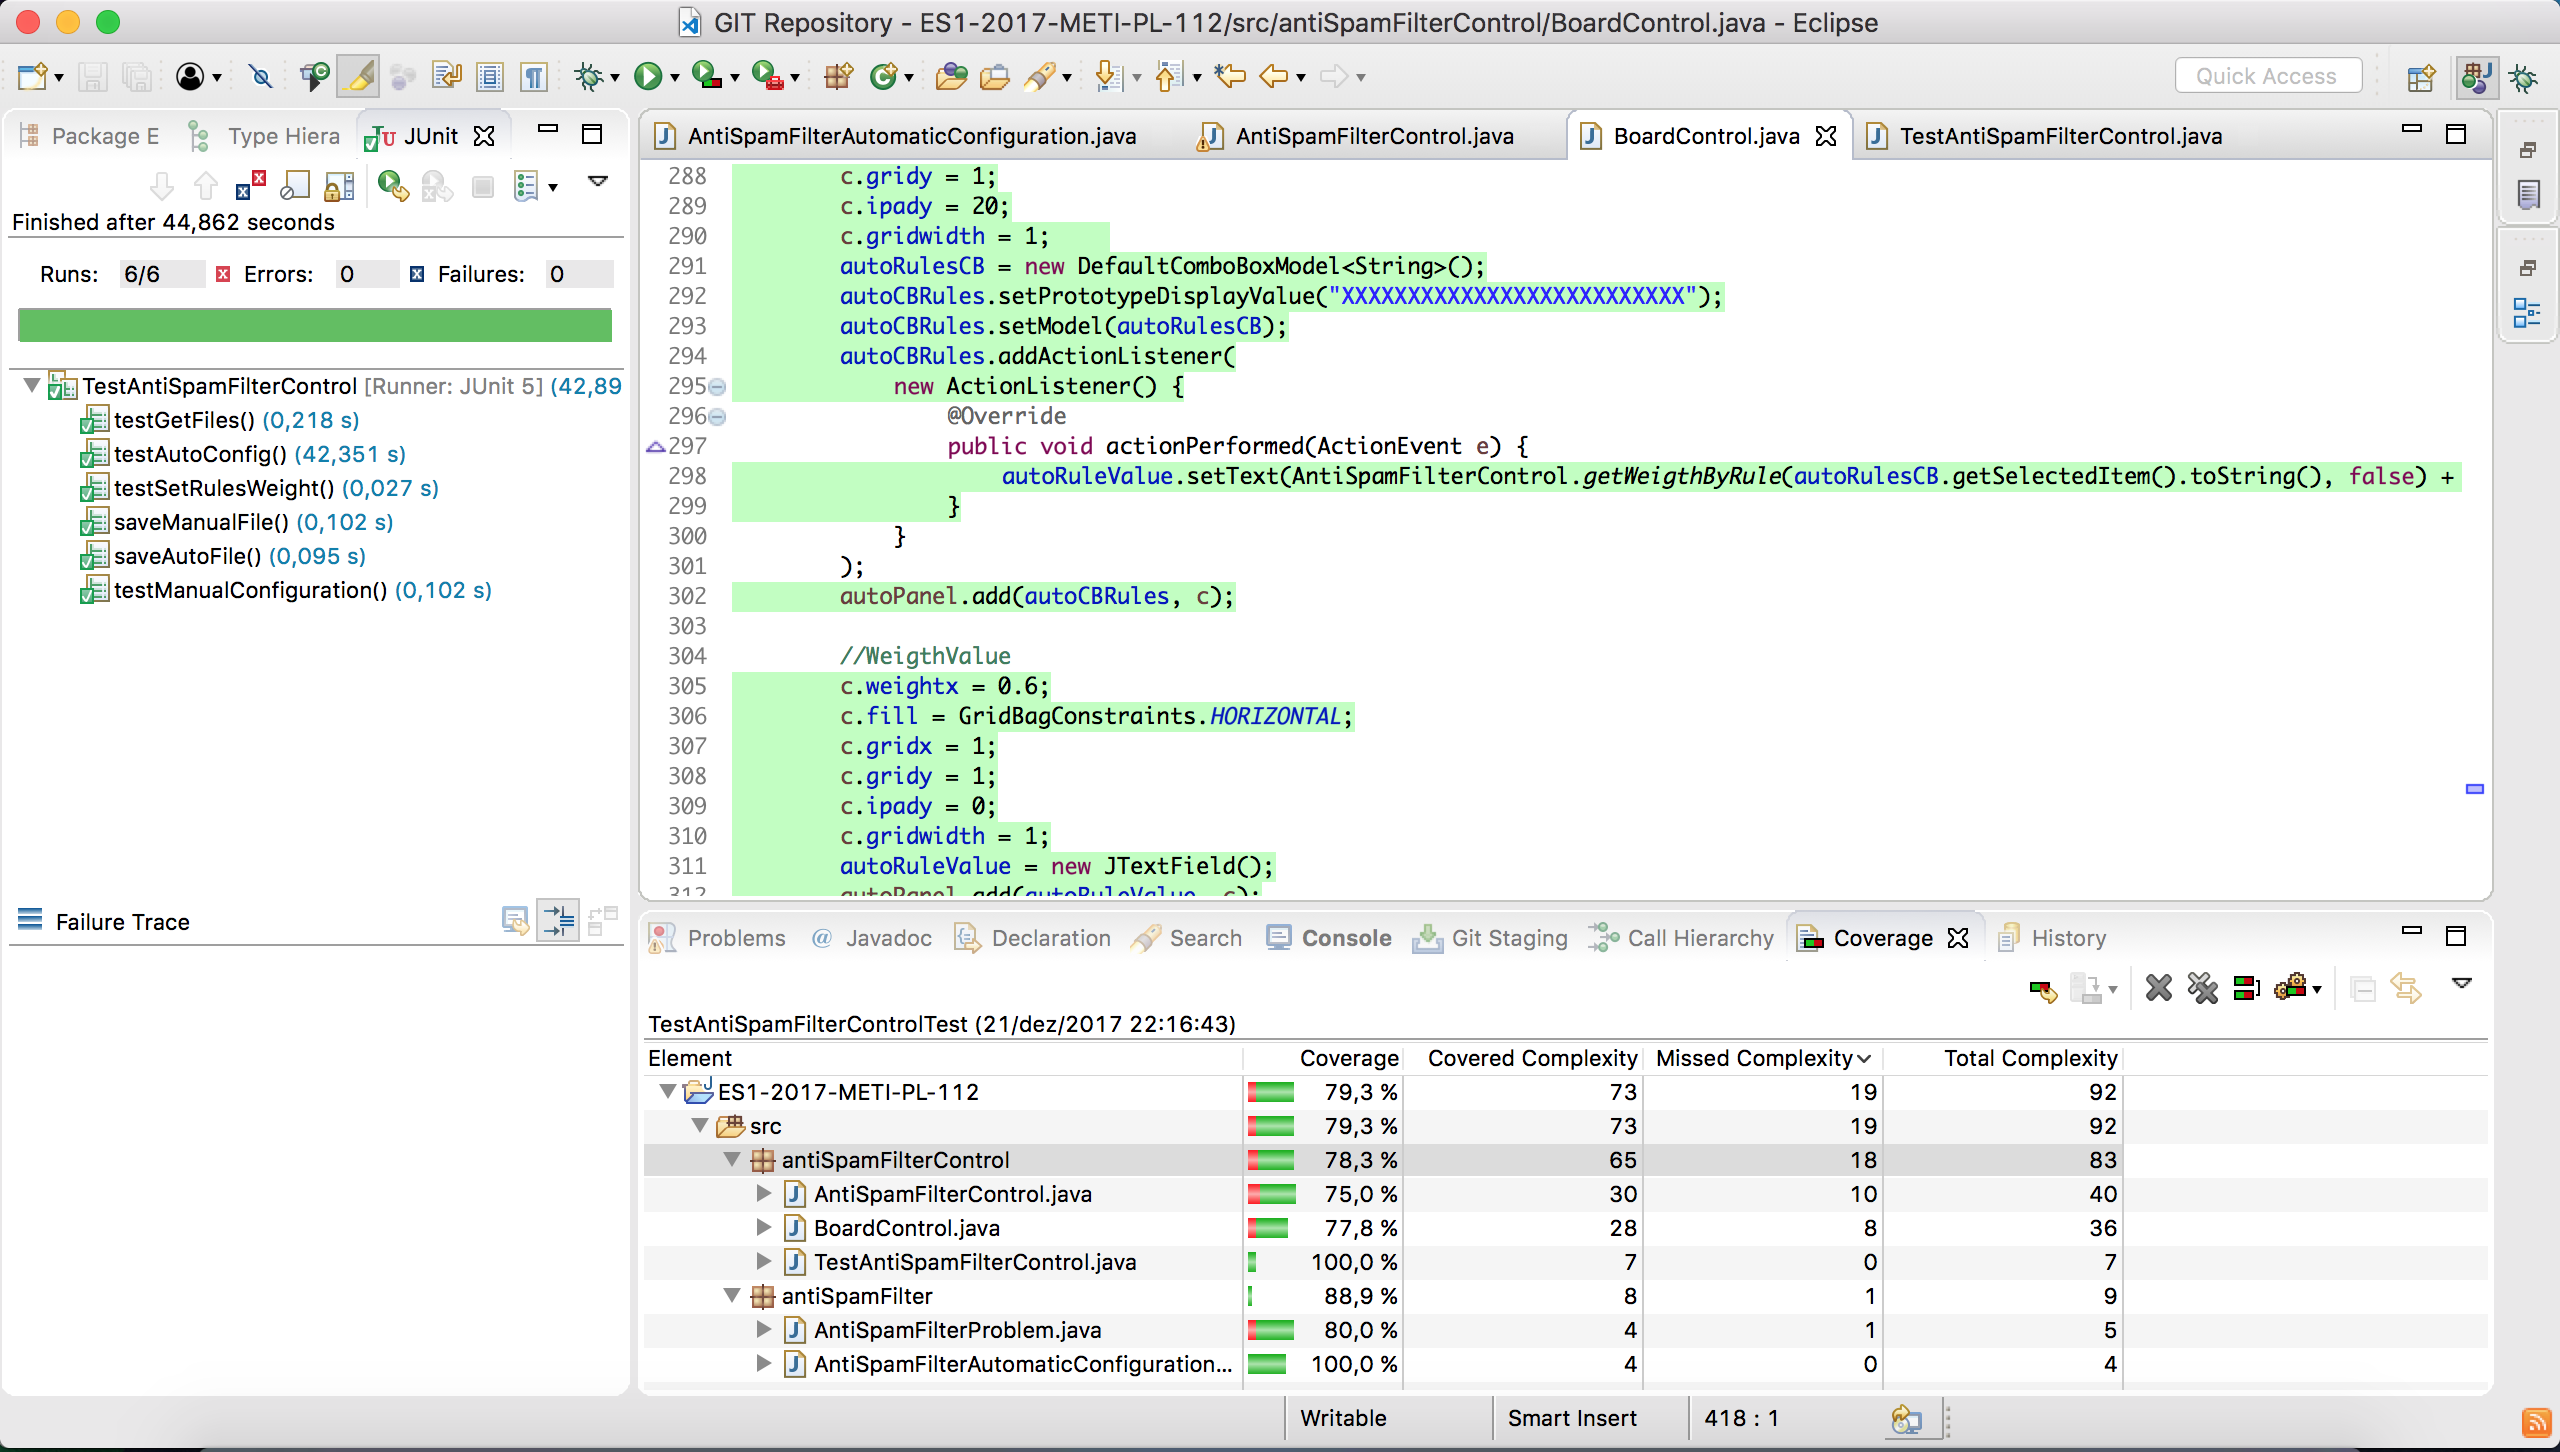 GIT Repository - ES1-2017-METI-PL-112/src/antiSpamFilterControl/BoardControl.java - Eclipse
Quick Access
Package E
Type Hiera
JUnit
Finished after 44,862 seconds
Runs: 6/6 Errors: 0 Failures: 0
TestAntiSpamFilterControl [Runner: JUnit 5] (42,89
testGetFiles() (0,218 s)
testAutoConfig() (42,351 s)
testSetRulesWeight() (0,027 s)
saveManualFile() (0,102 s)
saveAutoFile() (0,095 s)
testManualConfiguration() (0,102 s)
Failure Trace
AntiSpamFilterAutomaticConfiguration.java
AntiSpamFilterControl.java
BoardControl.java
TestAntiSpamFilterControl.java
288 c.gridy = 1;
289 c.ipady = 20;
290 c.gridwidth = 1;
291 autoRulesCB = new DefaultComboBoxModel<String>();
292 autoCBRules.setPrototypeDisplayValue("XXXXXXXXXXXXXXXXXXXXXXXXXX");
293 autoCBRules.setModel(autoRulesCB);
294 autoCBRules.addActionListener(
295 new ActionListener() {
296 @Override
297 public void actionPerformed(ActionEvent e) {
298 autoRuleValue.setText(AntiSpamFilterControl.getWeigthByRule(autoRulesCB.getSelectedItem().toString(), false) +
299 }
300 }
301 );
302 autoPanel.add(autoCBRules, c);
303
304 //WeigthValue
305 c.weightx = 0.6;
306 c.fill = GridBagConstraints.HORIZONTAL;
307 c.gridx = 1;
308 c.gridy = 1;
309 c.ipady = 0;
310 c.gridwidth = 1;
311 autoRuleValue = new JTextField();
312 autoPanel.add(autoRuleValue, c);
Problems
@ Javadoc
Declaration
Search
Console
Git Staging
Call Hierarchy
Coverage
History
TestAntiSpamFilterControlTest (21/dez/2017 22:16:43)
Element Coverage Covered Complexity Missed Complexity Total Complexity
ES1-2017-METI-PL-112 79,3 % 73 19 92
src 79,3 % 73 19 92
antiSpamFilterControl 78,3 % 65 18 83
AntiSpamFilterControl.java 75,0 % 30 10 40
BoardControl.java 77,8 % 28 8 36
TestAntiSpamFilterControl.java 100,0 % 7 0 7
antiSpamFilter 88,9 % 8 1 9
AntiSpamFilterProblem.java 80,0 % 4 1 5
AntiSpamFilterAutomaticConfiguration... 100,0 % 4 0 4
Writable
Smart Insert
418 : 1